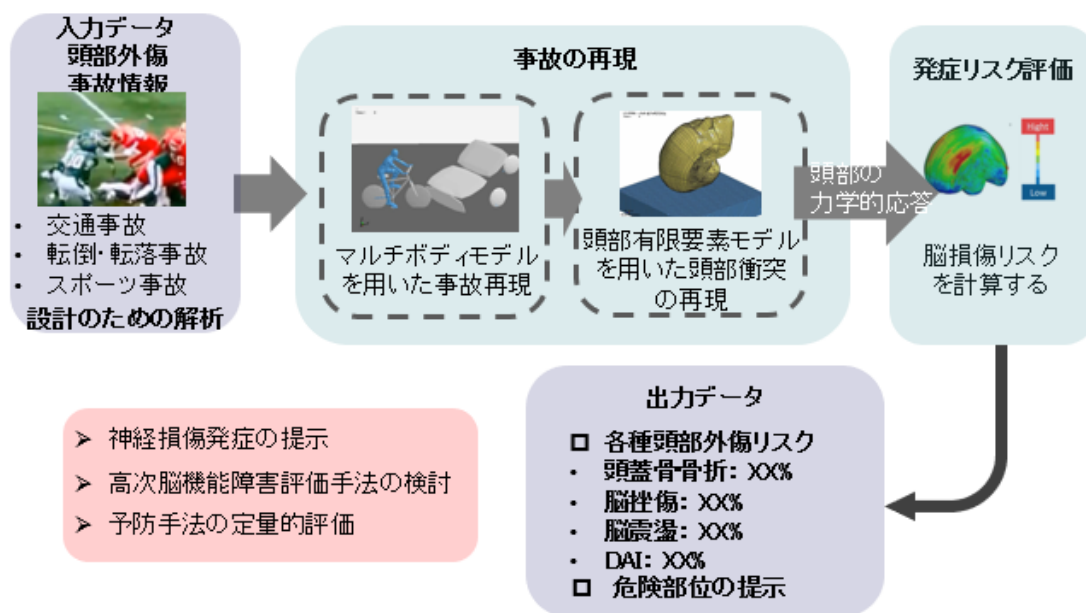 入力データ
頭部外傷
事故情報
• 交通事故
• 転倒・転落事故
• スポーツ事故
設計のための解析
事故の再現
マルチボディモデル
を用いた事故再現
頭部有限要素モデル
を用いた頭部衝突
の再現
頭部の
力学的応答
発症リスク評価
Hight
Low
脳損傷リスク
を計算する
出力データ
□ 各種頭部外傷リスク
• 頭蓋骨骨折: XX%
• 脳挫傷: XX%
• 脳震盪: XX%
• DAI: XX%
□ 危険部位の提示
➢ 神経損傷発症の提示
➢ 高次脳機能障害評価手法の検討
➢ 予防手法の定量的評価